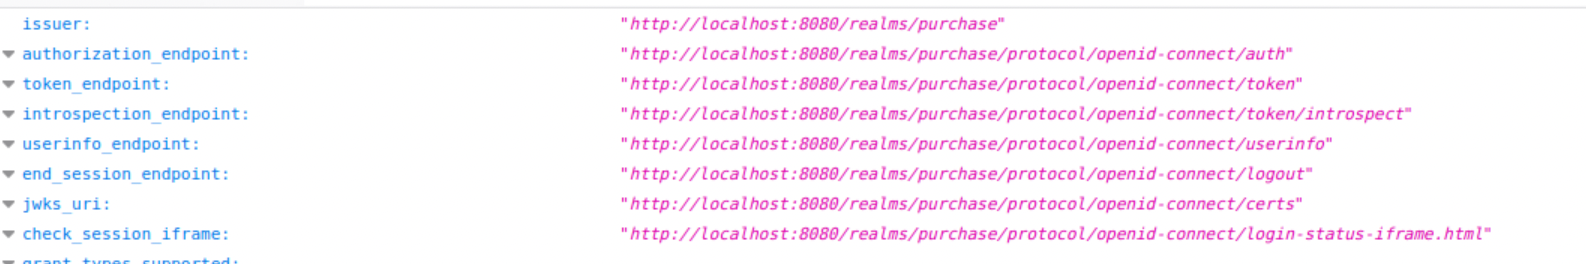 issuer: "http://localhost:8080/realms/purchase"
authorization_endpoint: "http://localhost:8080/realms/purchase/protocol/openid-connect/auth"
token_endpoint: "http://localhost:8080/realms/purchase/protocol/openid-connect/token"
introspection_endpoint: "http://localhost:8080/realms/purchase/protocol/openid-connect/token/introspect"
userinfo_endpoint: "http://localhost:8080/realms/purchase/protocol/openid-connect/userinfo"
end_session_endpoint: "http://localhost:8080/realms/purchase/protocol/openid-connect/logout"
jwks_uri: "http://localhost:8080/realms/purchase/protocol/openid-connect/certs"
check_session_iframe: "http://localhost:8080/realms/purchase/protocol/openid-connect/login-status-iframe.html"
grant_types_supported: